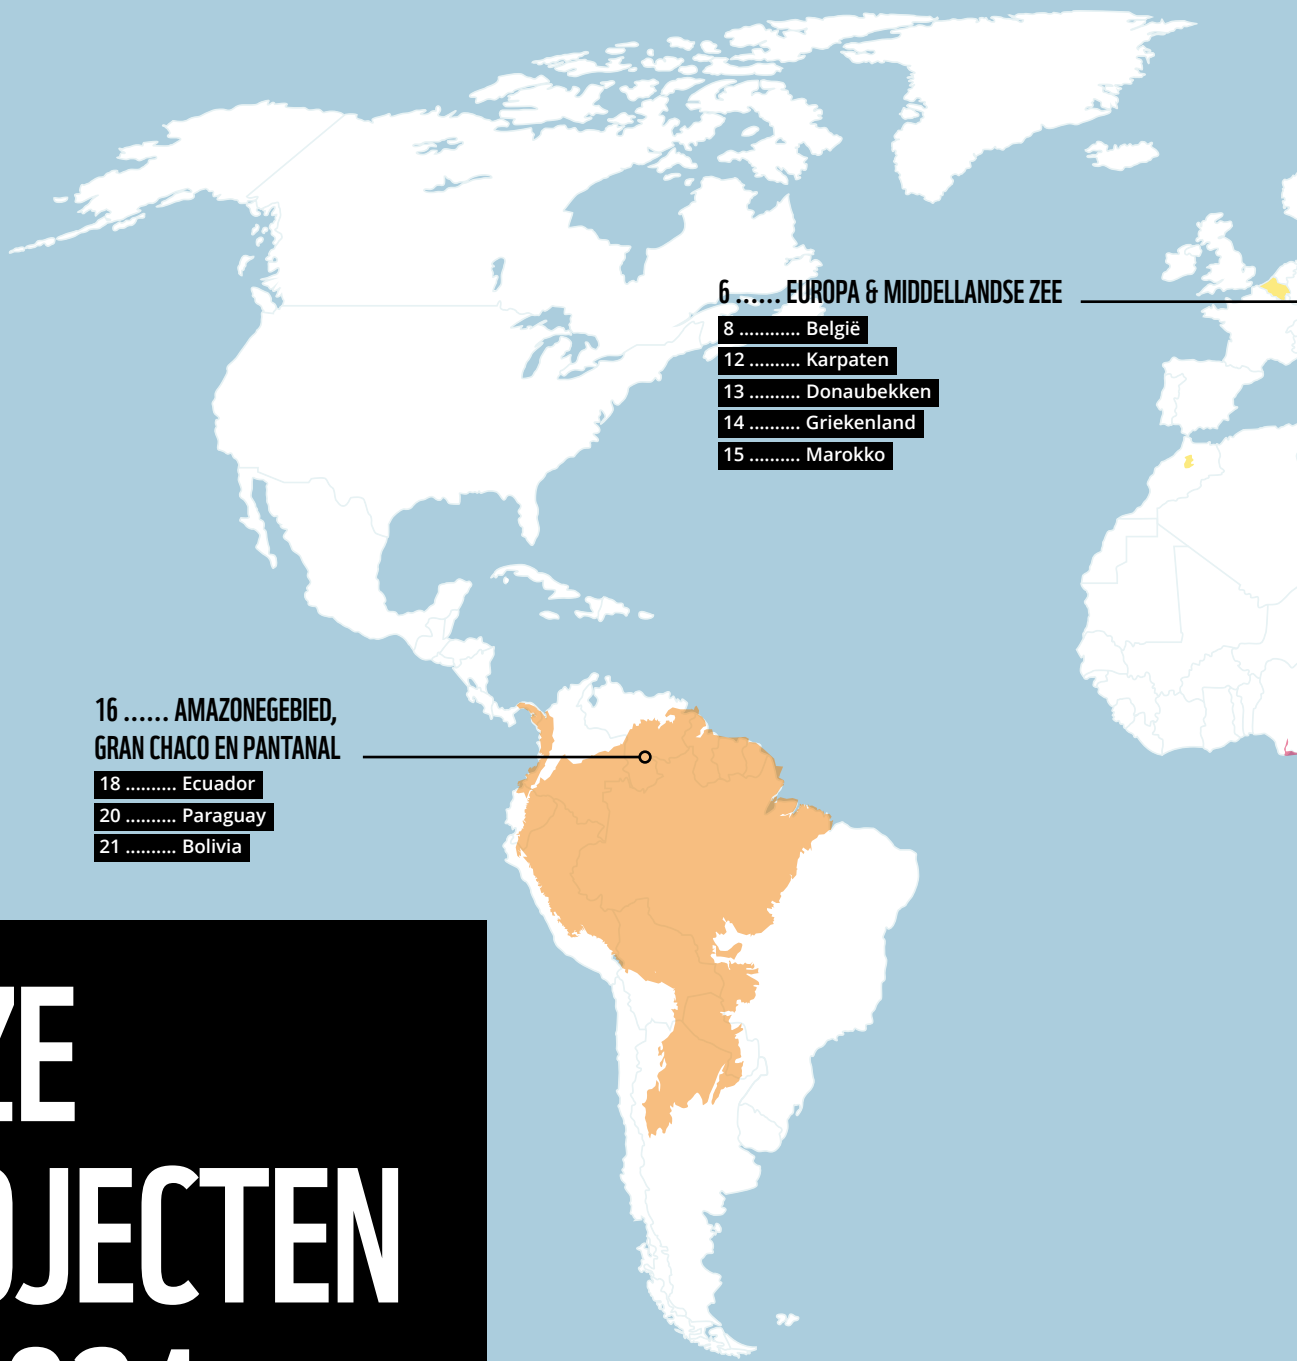 6 ...... EUROPA & MIDDELLANDSE ZEE
8 ............ België
12 .......... Karpaten
13 .......... Donaubekken
14 .......... Griekenland
15 .......... Marokko
16 ...... AMAZONEGEBIED,
GRAN CHACO EN PANTANAL
18 .......... Ecuador
20 .......... Paraguay
21 .......... Bolivia
ZE
OJECTEN